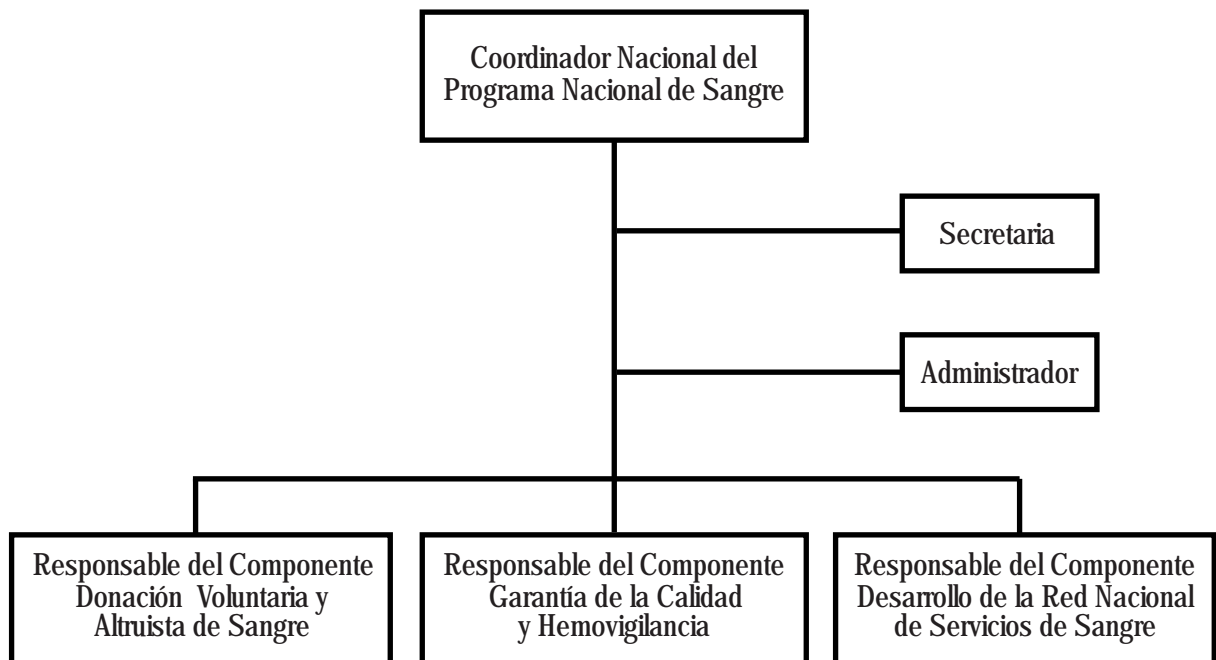 Coordinador Nacional del
Programa Nacional de Sangre
Secretaria
Administrador
Responsable del Componente
Donación Voluntaria y
Altruista de Sangre
Responsable del Componente
Garantía de la Calidad
y Hemovigilancia
Responsable del Componente
Desarrollo de la Red Nacional
de Servicios de Sangre